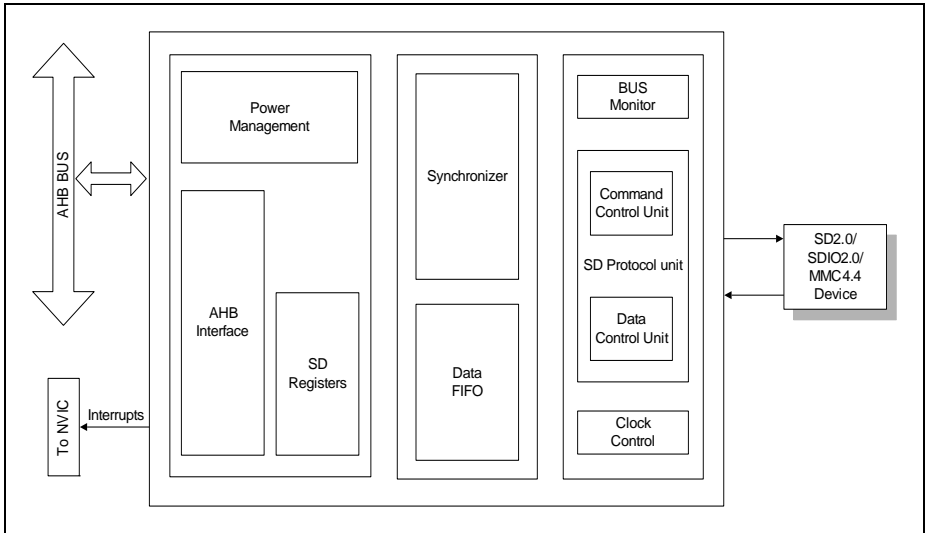 AHB BUS
To NVIC
Interrupts
Power
Management
AHB
Interface
SD
Registers
Synchronizer
Data
FIFO
BUS
Monitor
Command
Control Unit
SD Protocol unit
Data
Control Unit
Clock
Control
SD2.0/
SDIO2.0/
MMC4.4
Device